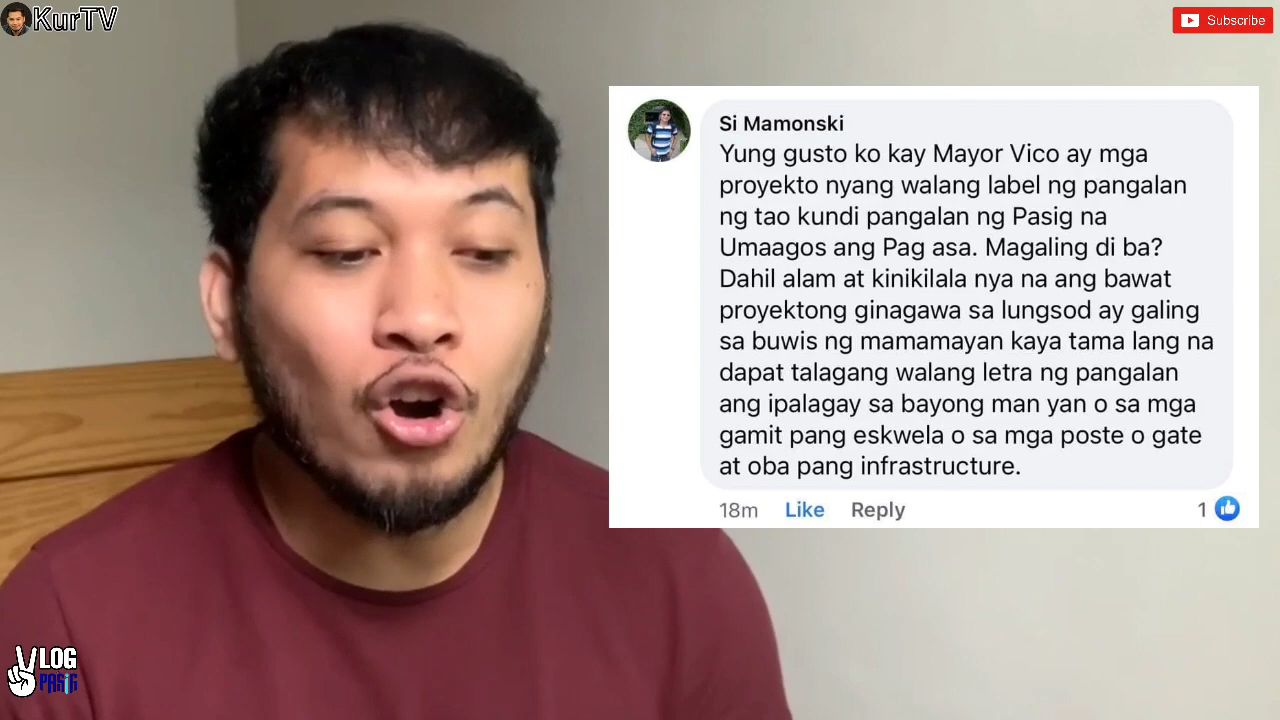 KurTV
Subscribe
Si Mamonski
Yung gusto ko kay Mayor Vico ay mga
proyekto nyang walang label ng pangalan
ng tao kundi pangalan ng Pasig na
Umaagos ang Pag asa. Magaling di ba?
Dahil alam at kinikilala nya na ang bawat
proyektong ginagawa sa lungsod ay galing
sa buwis ng mamamayan kaya tama lang na
dapat talagang walang letra ng pangalan
ang ipalagay sa bayong man yan o sa mga
gamit pang eskwela o sa mga poste o gate
at oba pang infrastructure.
18m Like Reply 1
VLOG
PASIG